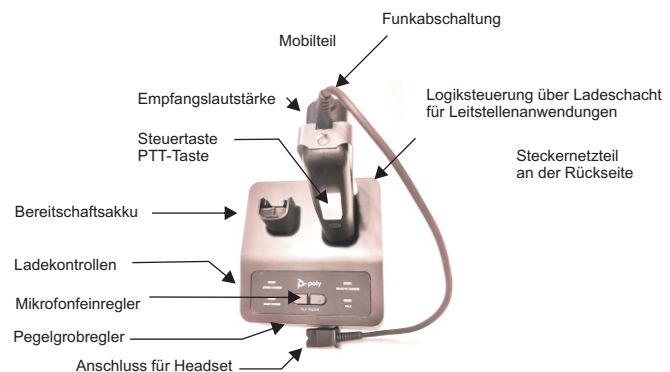 Funkabschaltung
Mobilteil
Empfangslautstärke
Logiksteuerung über Ladeschacht
für Leitstellenanwendungen
Steuertaste
PTT-Taste
Steckernetzteil
an der Rückseite
Bereitschaftsakku
Ladekontrollen
poly
Mikrofonfeinregler
Pegelgrobregler
Anschluss für Headset